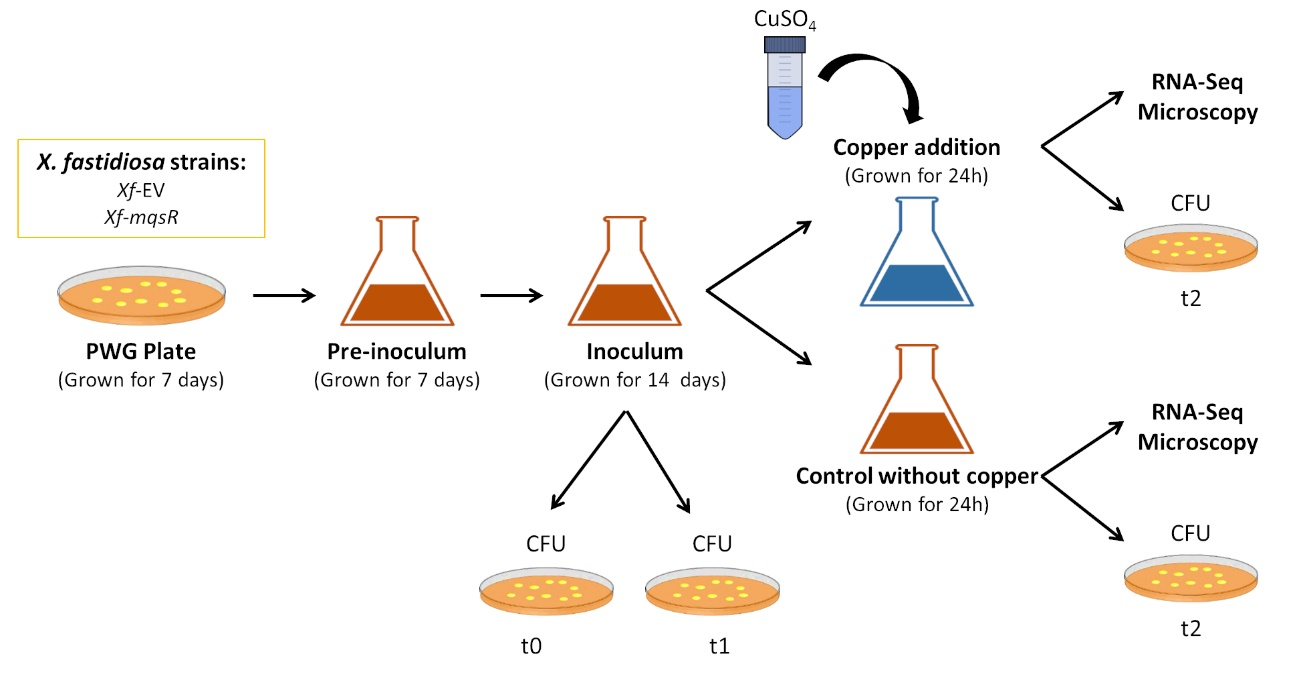 CuSO4
RNA-Seq
Microscopy
X. fastidiosa strains:
Xf-EV
Xf-mqsR
Copper addition
(Grown for 24h)
CFU
t2
PWG Plate
(Grown for 7 days)
Pre-inoculum
(Grown for 7 days)
Inoculum
(Grown for 14 days)
RNA-Seq
Microscopy
Control without copper
(Grown for 24h)
CFU
CFU
CFU
t2
t0
t1